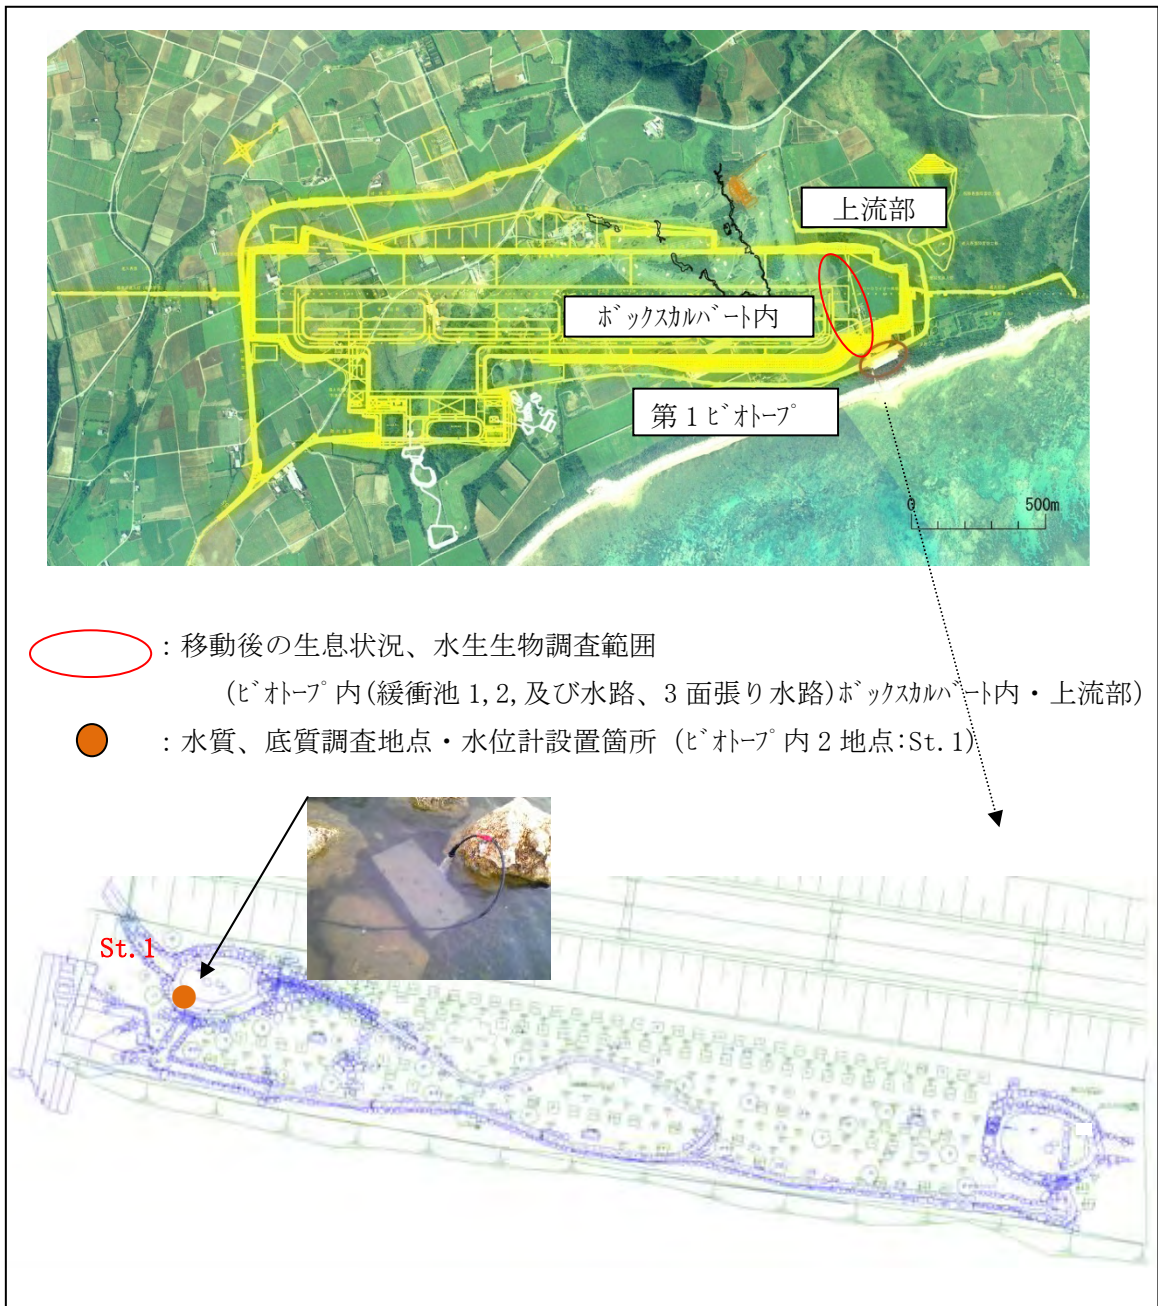 上流部
ﾎﾞｯｸｽｶﾙﾊﾞｰﾄ内
第1ﾋﾞｵﾄｰﾌﾟ
0 500m
：移動後の生息状況、水生生物調査範囲
(ﾋﾞｵﾄｰﾌﾟ内(緩衝池1,2,及び水路、3面張り水路)ﾎﾞｯｸｽｶﾙﾊﾞｰﾄ内・上流部)
：水質、底質調査地点・水位計設置箇所 (ﾋﾞｵﾄｰﾌﾟ内2地点:St.1)
St.1